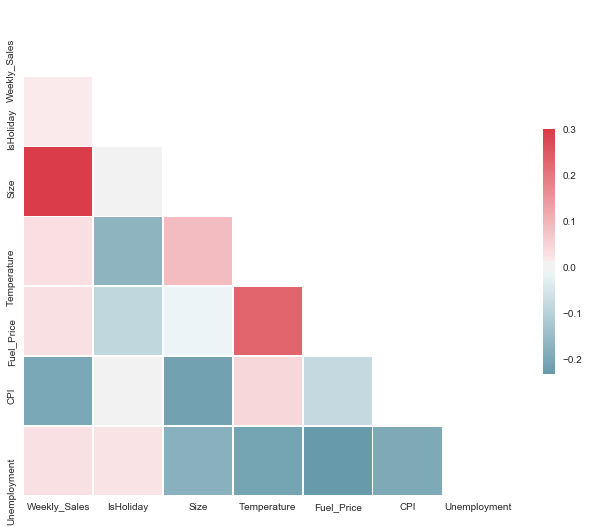 Weekly_Sales
IsHoliday
Size
Temperature
Fuel_Price
CPI
Unemployment
Weekly_Sales IsHoliday Size Temperature Fuel_Price CPI Unemployment
0.3
0.2
0.1
0.0
−0.1
−0.2